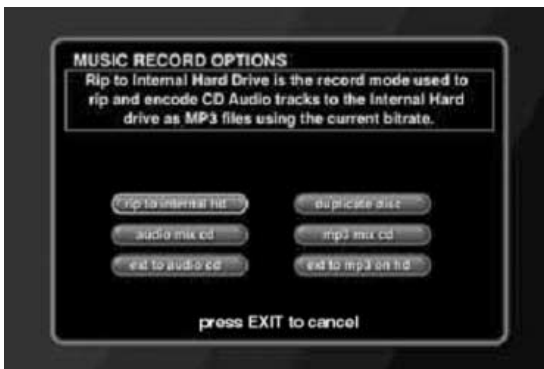 MUSIC RECORD OPTIONS
Rip to Internal Hard Drive is the record mode used to
rip and encode CD Audio tracks to the Internal Hard
drive as MP3 files using the current bitrate.
rip to internal hd
duplicate disc
audio mix cd
mp3 mix cd
ext to audio cd
ext to mp3 on hd
press EXIT to cancel